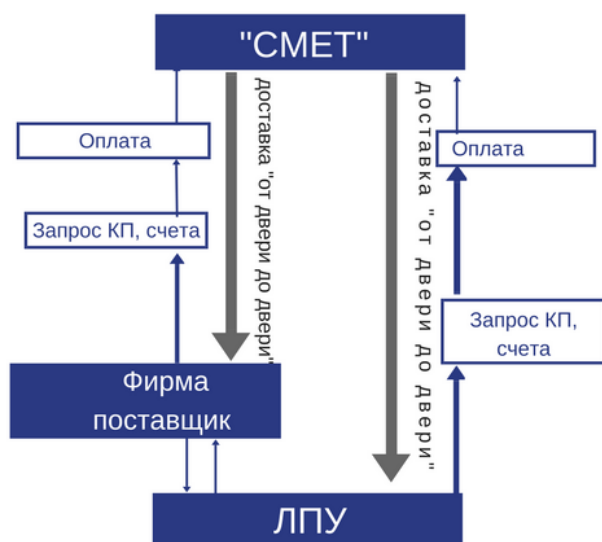 "СМЕТ"
Оплата
Запрос КП, счета
доставка "от двери до двери"
доставка "от двери до двери"
Оплата
Запрос КП,
счета
Фирма
поставщик
ЛПУ